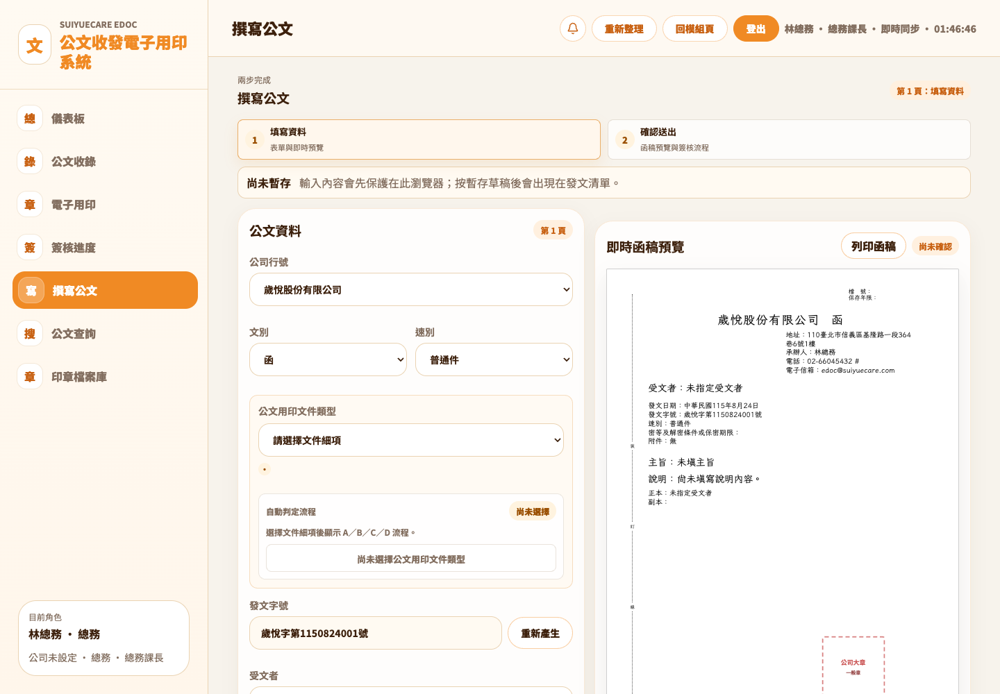 文
SUIYUECARE EDOC
公文收發電子用印
系統
總 儀表板
錄 公文收錄
章 電子用印
簽 簽核進度
寫 撰寫公文
搜 公文查詢
章 印章檔案庫
目前角色
林總務 · 總務
公司未設定 · 總務 · 總務課長
撰寫公文
重新整理
回模組頁
登出
林總務 · 總務課長 · 即時同步 · 01:46:46
兩步完成
撰寫公文
第 1 頁：填寫資料
1 填寫資料
表單與即時預覽
2 確認送出
函稿預覽與簽核流程
尚未暫存 輸入內容會先保護在此瀏覽器；按暫存草稿後會出現在發文清單。
公文資料
第 1 頁
公司行號
歲悅股份有限公司
文別
函
速別
普通件
公文用印文件類型
請選擇文件細項
·
自動判定流程
尚未選擇
選擇文件細項後顯示 A／B／C／D 流程。
尚未選擇公文用印文件類型
發文字號
歲悅字第1150824001號
重新產生
受文者
即時函稿預覽
列印函稿
尚未確認
檔　號：
保存年限：
歲悅股份有限公司　函
地址：110臺北市信義區基隆路一段364
巷6號1樓
承辦人：林總務
電話：02-66045432 #
電子信箱：edoc@suiyuecare.com
受文者：未指定受文者
發文日期：中華民國115年8月24日
發文字號：歲悅字第1150824001號
速別：普通件
密等及解密條件或保密期限：
附件：無
裝
主旨：未填主旨
說明：尚未填寫說明內容。
正本：未指定受文者
副本：
訂
線
公司大章
一般章